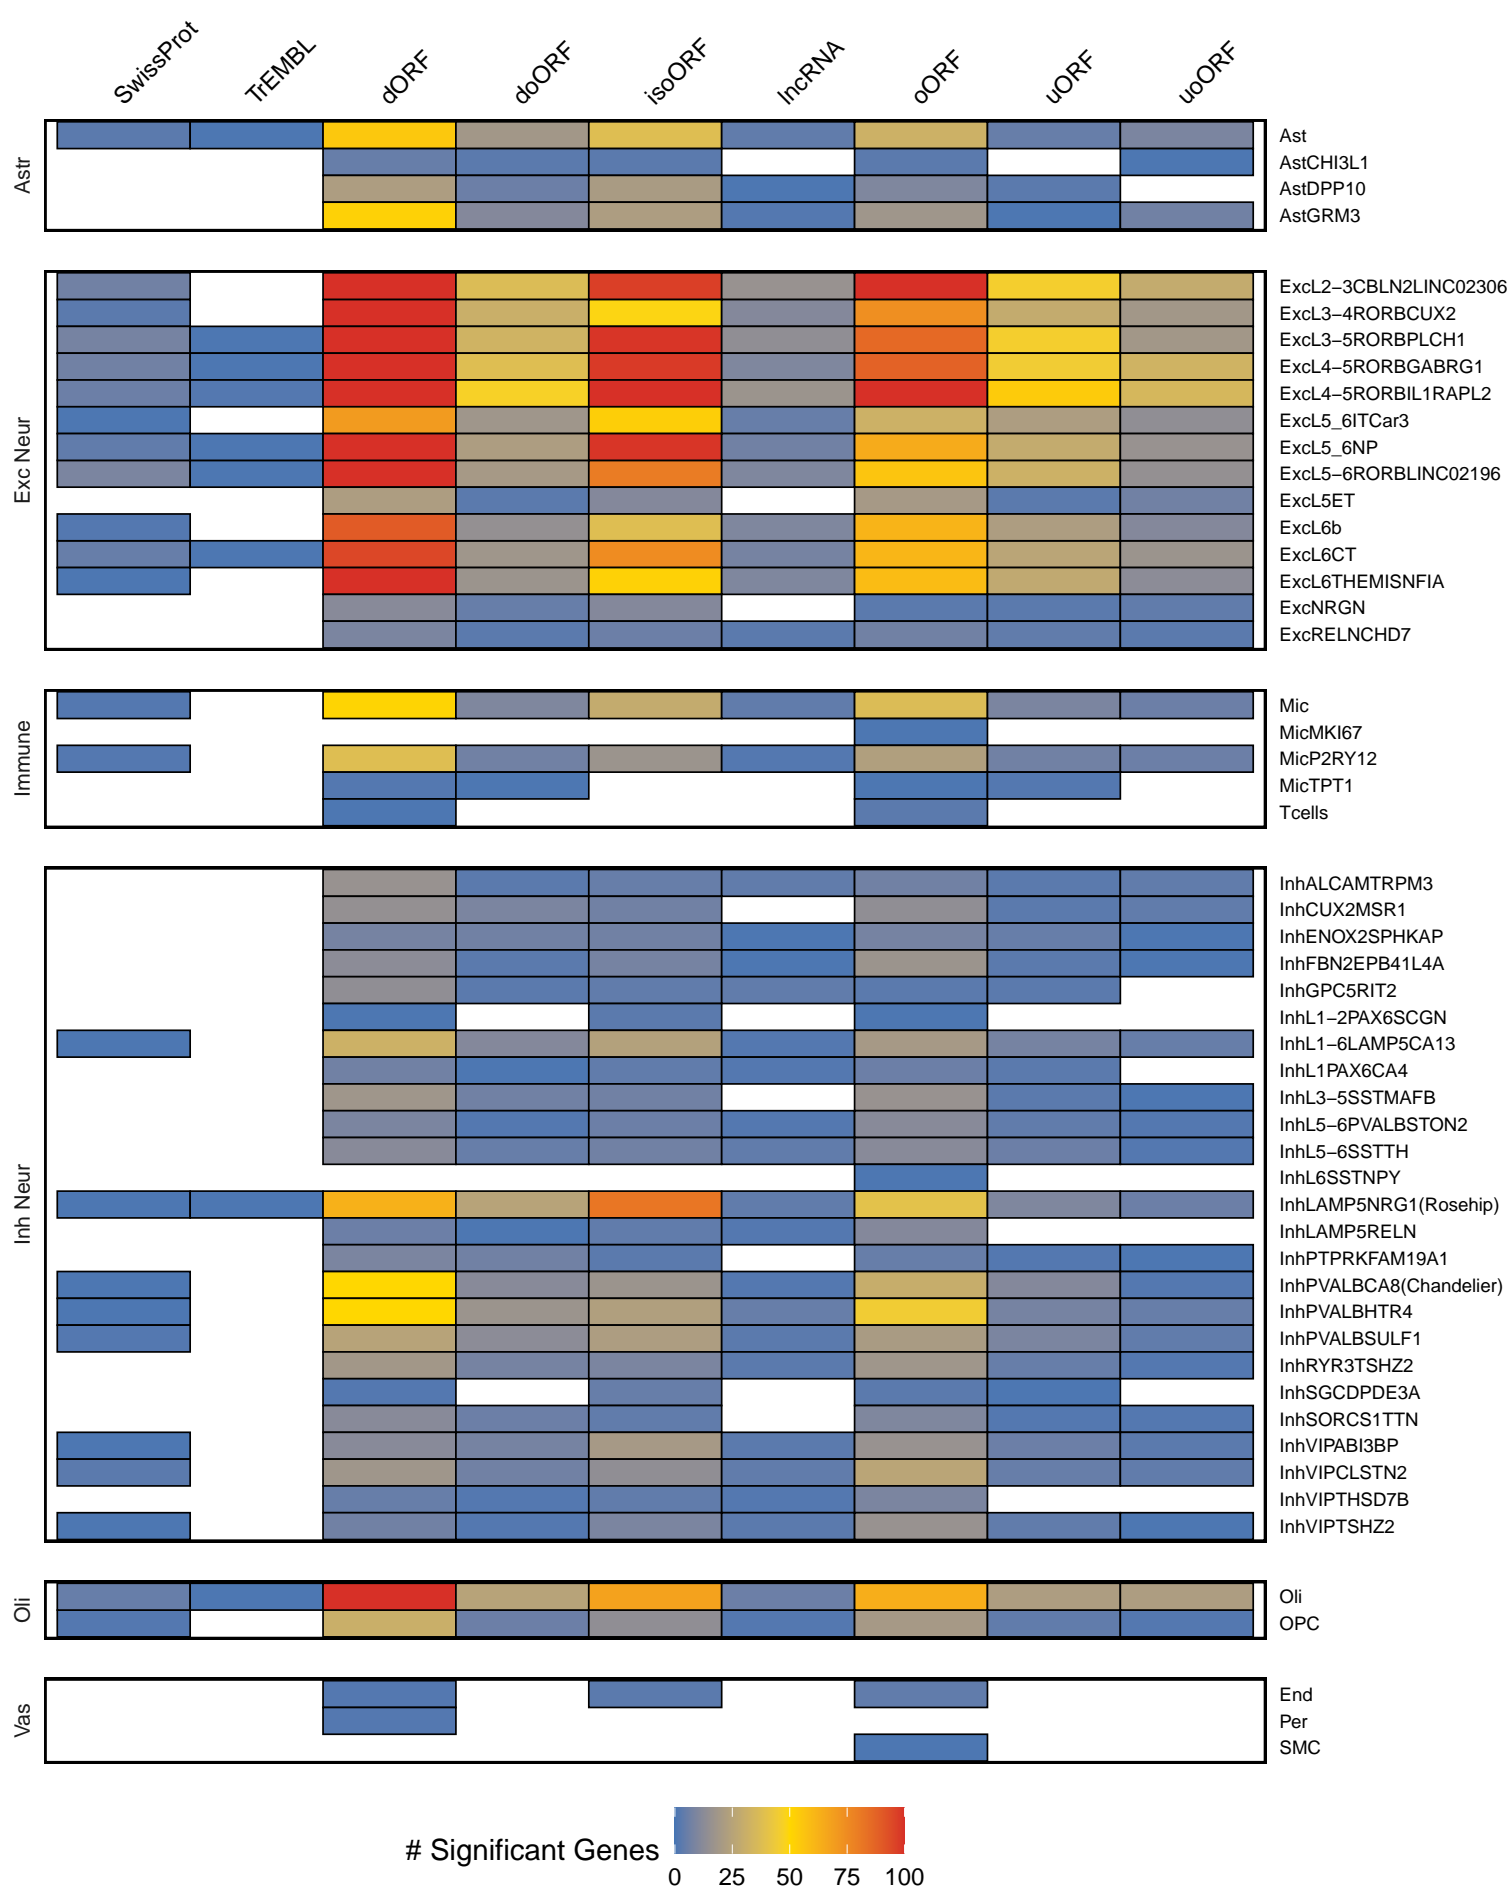 SwissProt
TrEMBL
dORF
doORF
isoORF
lncRNA
oORF
uORF
uoORF
Astr
Ast
AstCHI3L1
AstDPP10
AstGRM3
Exc Neur
ExcL2−3CBLN2LINC02306
ExcL3−4RORBCUX2
ExcL3−5RORBPLCH1
ExcL4−5RORBGABRG1
ExcL4−5RORBIL1RAPL2
ExcL5_6ITCar3
ExcL5_6NP
ExcL5−6RORBLINC02196
ExcL5ET
ExcL6b
ExcL6CT
ExcL6THEMISNFIA
ExcNRGN
ExcRELNCHD7
Immune
Mic
MicMKI67
MicP2RY12
MicTPT1
Tcells
Inh Neur
InhALCAMTRPM3
InhCUX2MSR1
InhENOX2SPHKAP
InhFBN2EPB41L4A
InhGPC5RIT2
InhL1−2PAX6SCGN
InhL1−6LAMP5CA13
InhL1PAX6CA4
InhL3−5SSTMAFB
InhL5−6PVALBSTON2
InhL5−6SSTTH
InhL6SSTNPY
InhLAMP5NRG1(Rosehip)
InhLAMP5RELN
InhPTPRKFAM19A1
InhPVALBCA8(Chandelier)
InhPVALBHTR4
InhPVALBSULF1
InhRYR3TSHZ2
InhSGCDPDE3A
InhSORCS1TTN
InhVIPABI3BP
InhVIPCLSTN2
InhVIPTHSD7B
InhVIPTSHZ2
Oli
Oli
OPC
Vas
End
Per
SMC
# Significant Genes
0 25 50 75 100